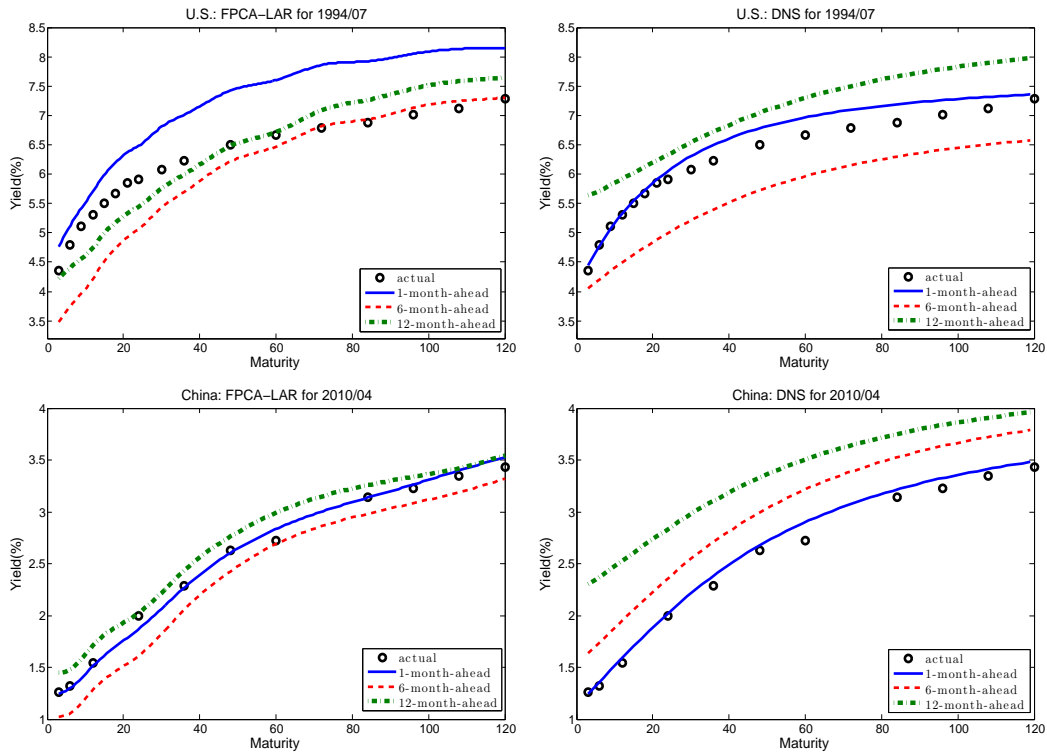 U.S.: FPCA−LAR for 1994/07
8.5
8
7.5
7
6.5
6
5.5
5
4.5
4
3.5
Yield(%)
0 20 40 60 80 100 120
Maturity
actual
1-month-ahead
6-month-ahead
12-month-ahead
U.S.: DNS for 1994/07
8.5
8
7.5
7
6.5
6
5.5
5
4.5
4
3.5
Yield(%)
0 20 40 60 80 100 120
Maturity
actual
1-month-ahead
6-month-ahead
12-month-ahead
China: FPCA−LAR for 2010/04
4
3.5
3
2.5
2
1.5
1
Yield(%)
0 20 40 60 80 100 120
Maturity
actual
1-month-ahead
6-month-ahead
12-month-ahead
China: DNS for 2010/04
4
3.5
3
2.5
2
1.5
1
Yield(%)
0 20 40 60 80 100 120
Maturity
actual
1-month-ahead
6-month-ahead
12-month-ahead